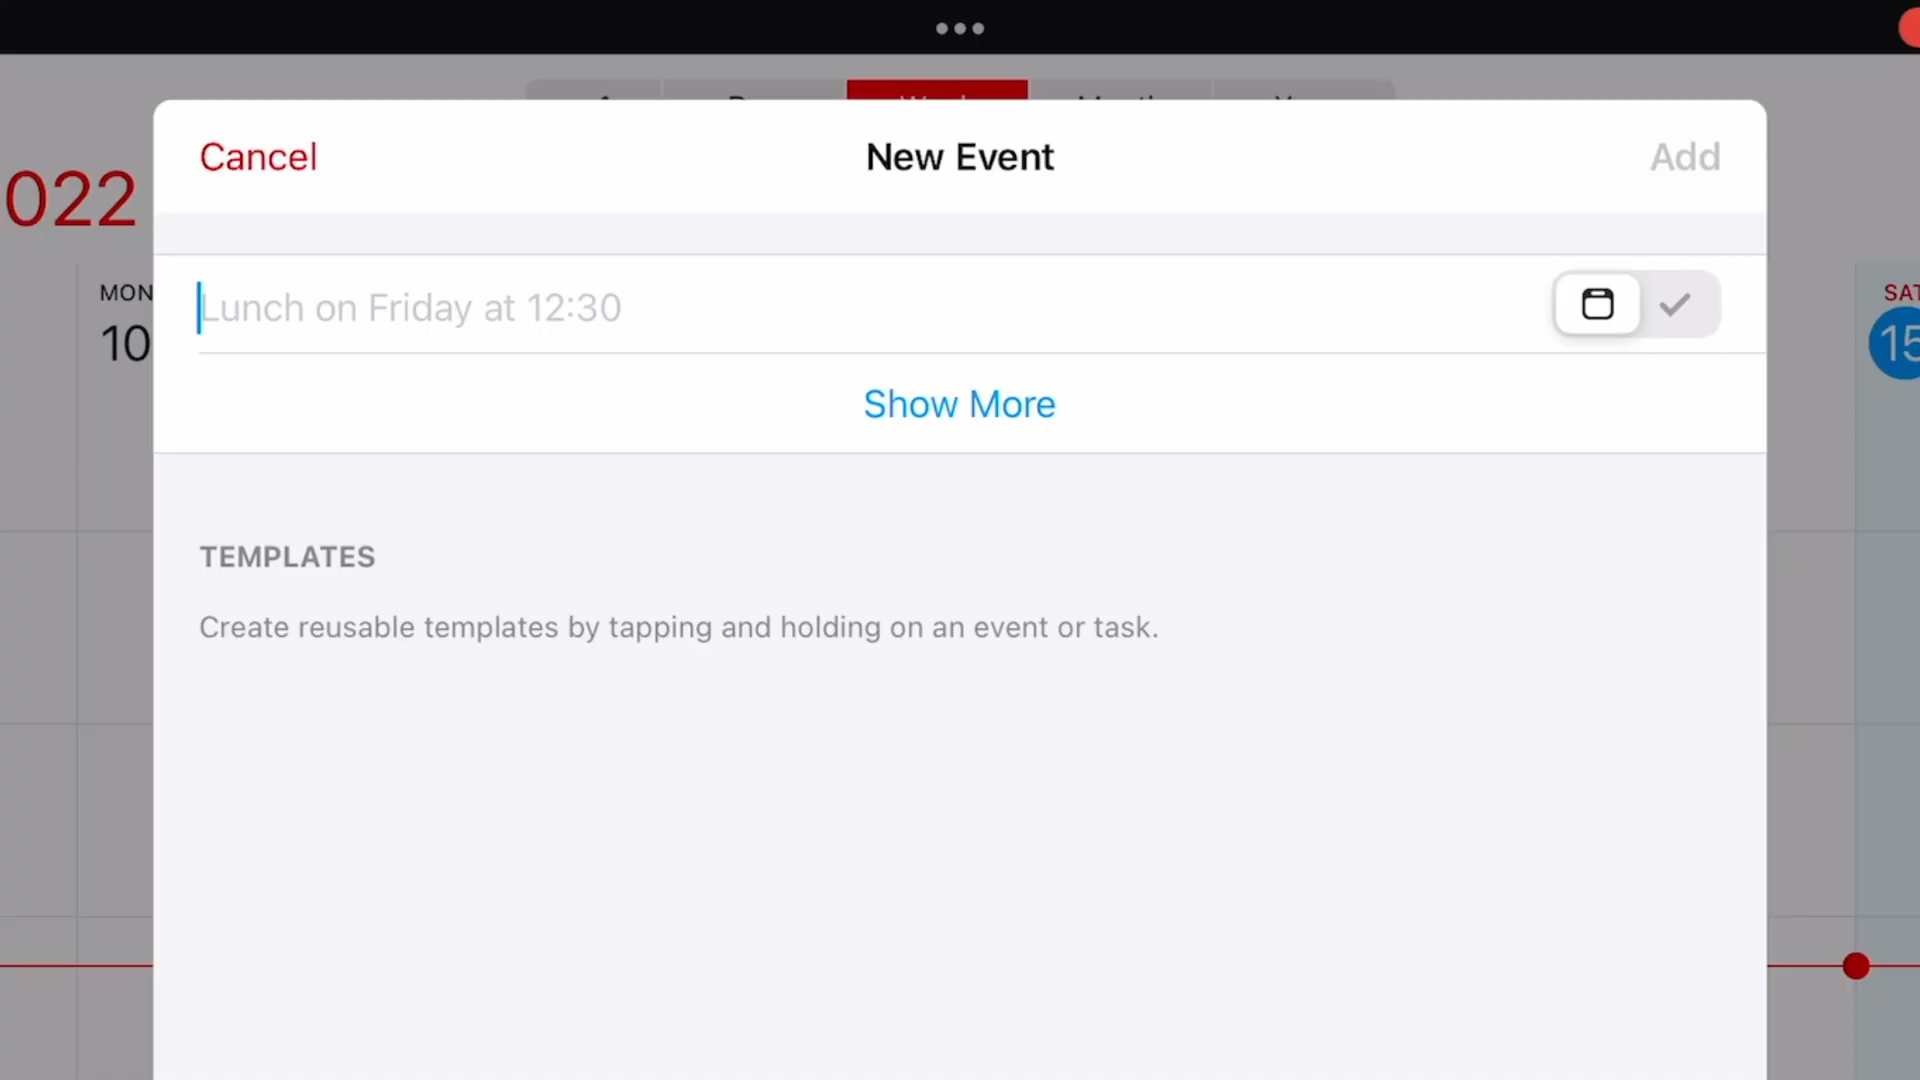 022
Cancel
New Event
Add
MON
10
Lunch on Friday at 12:30
SAT
15
Show More
TEMPLATES
Create reusable templates by tapping and holding on an event or task.